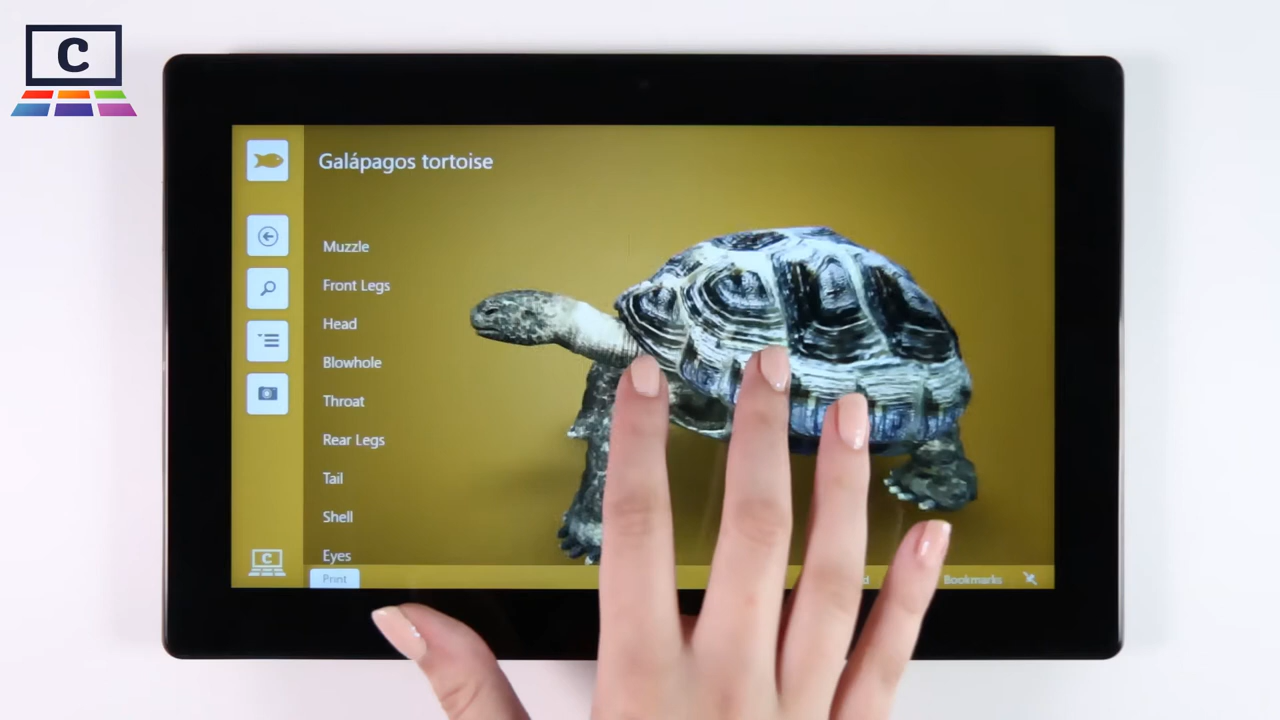 C
Galápagos tortoise
Muzzle
Front Legs
Head
Blowhole
Throat
Rear Legs
Tail
Shell
Eyes
C
Print
Bookmarks